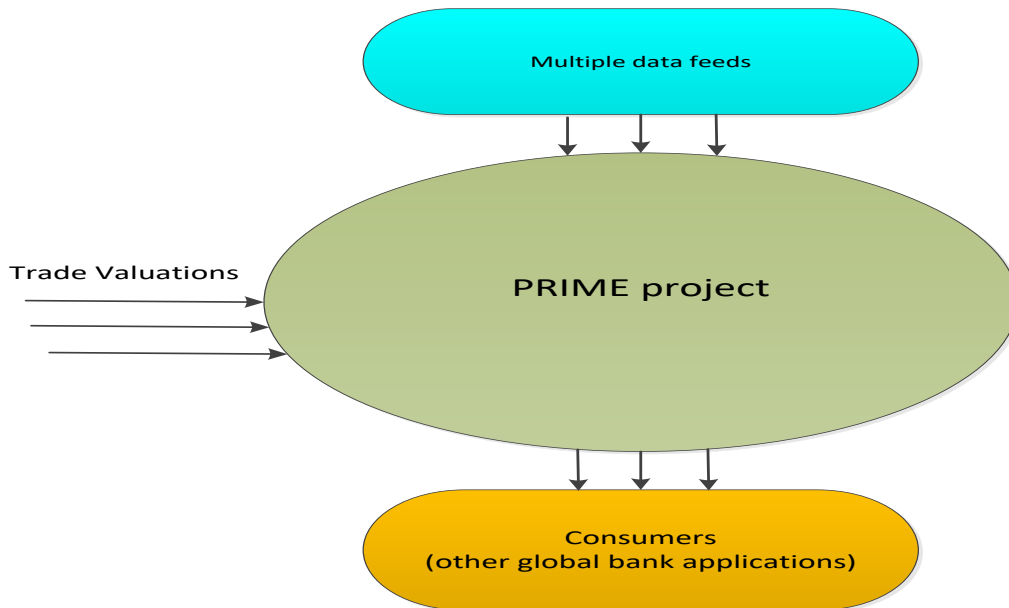 Multiple data feeds
Trade Valuations
PRIME project
Consumers
(other global bank applications)